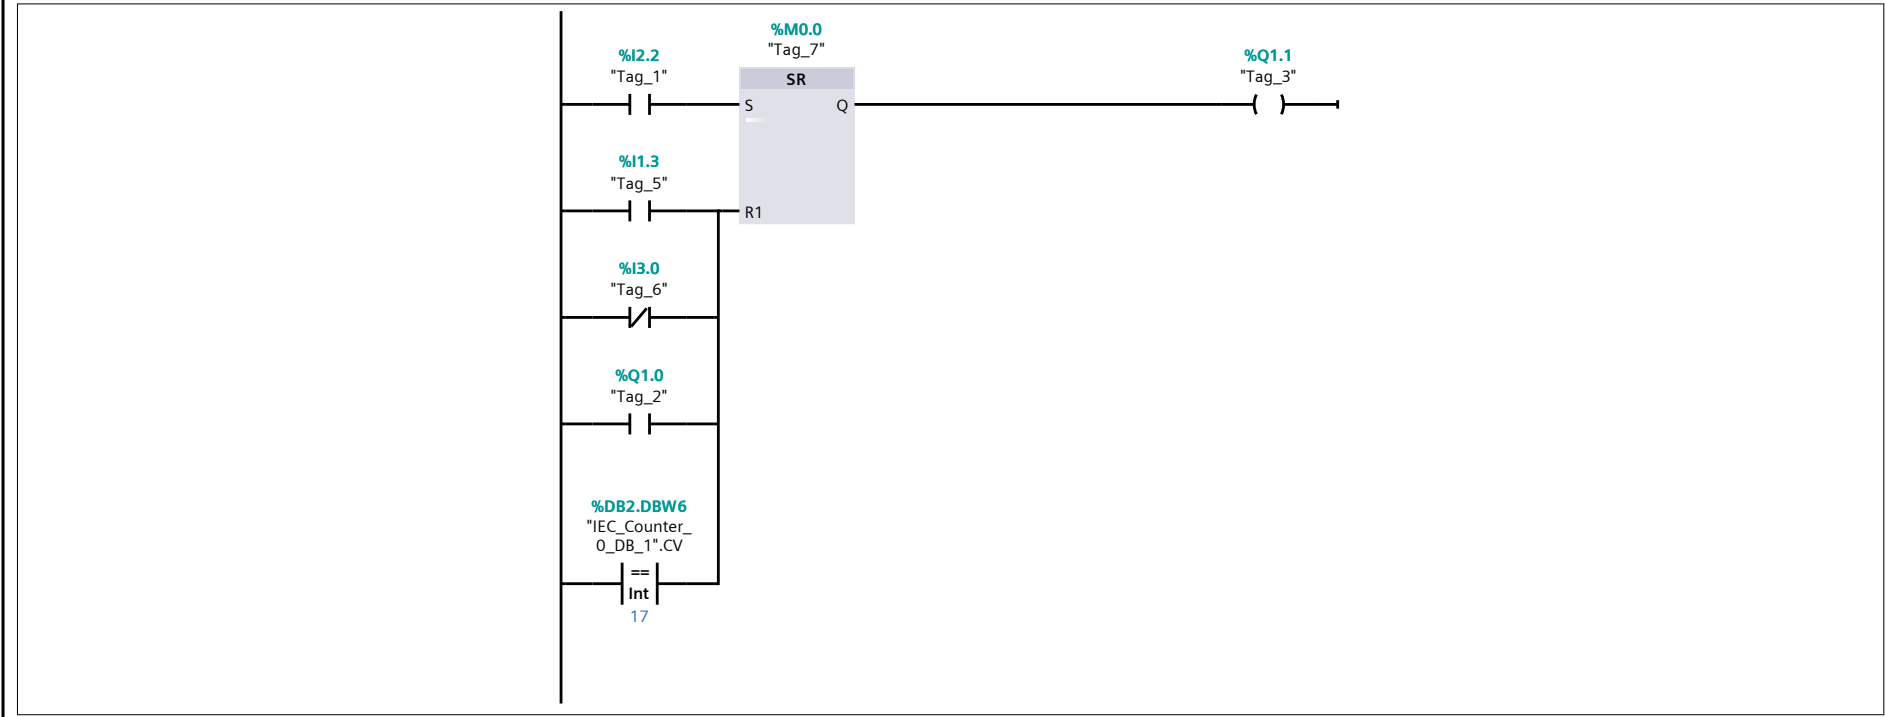 %M0.0
"Tag_7"
%I2.2
"Tag_1"
%Q1.1
"Tag_3"
SR
S
Q
%I1.3
"Tag_5"
R1
%I3.0
"Tag_6"
%Q1.0
"Tag_2"
%DB2.DBW6
"IEC_Counter_
0_DB_1".CV
==
Int
17